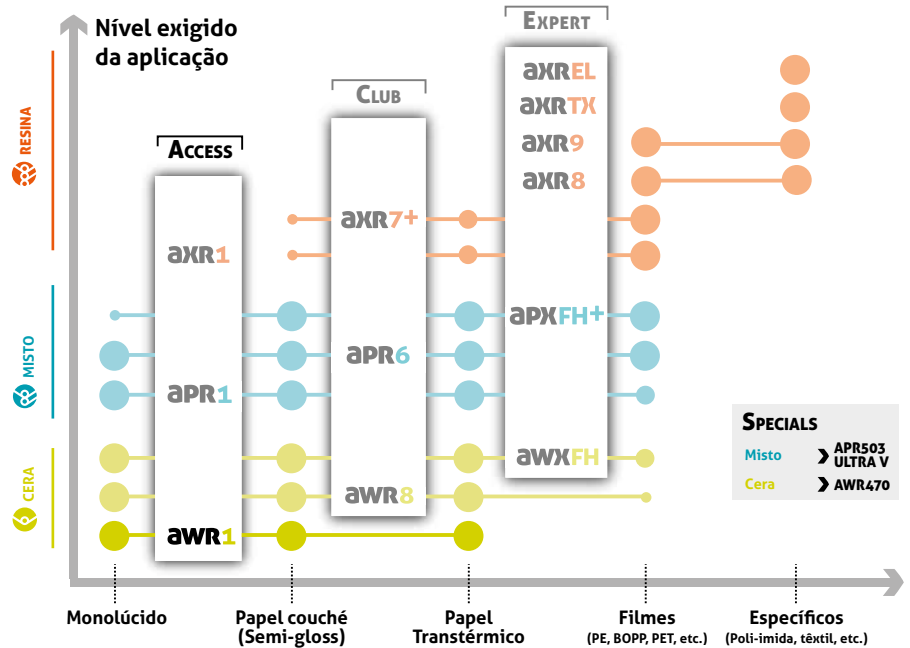 Nível exigido
da aplicação
EXPERT
CLUB
ACCESS
RESINA
MISTO
CERA
aXREL
aXRTX
aXR9
aXR8
aXR7+
aXR1
aPXFH+
aPR6
aPR1
aWXFH
aWR8
aWR1
SPECIALS
Misto
APR503
ULTRA V
Cera
AWR470
Monolúcido
Papel couché
(Semi-gloss)
Papel
Transtérmico
Filmes
(PE, BOPP, PET, etc.)
Específicos
(Poli-imida, têxtil, etc.)